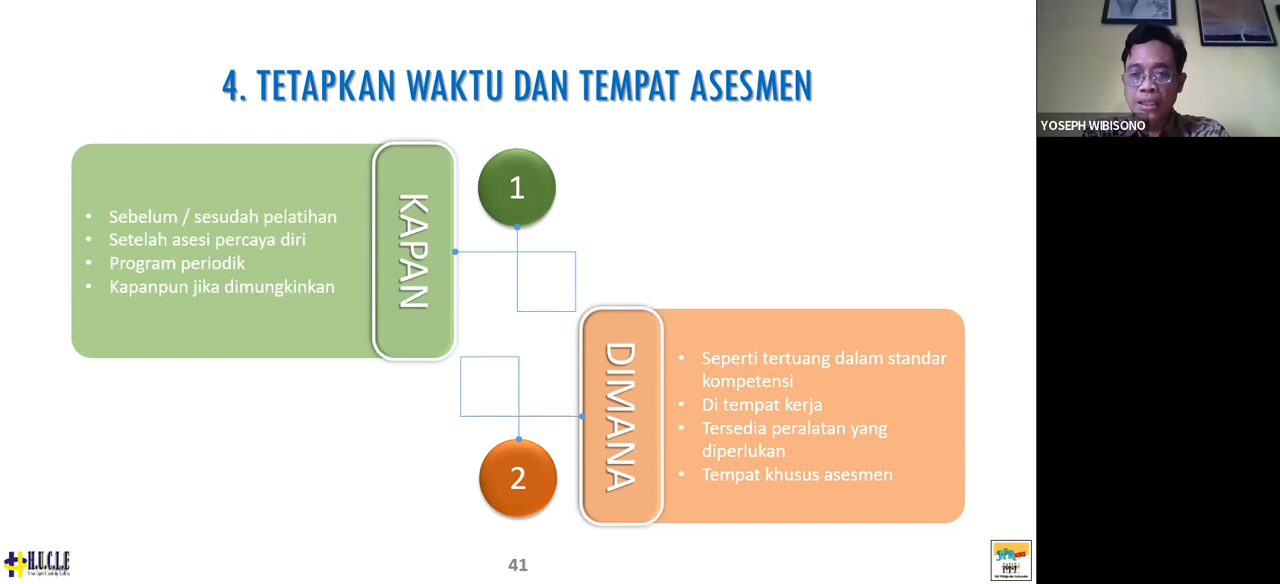 4. TETAPKAN WAKTU DAN TEMPAT ASESMEN
YOSEPH WIBISONO
KAPAN
1
• Sebelum / sesudah pelatihan
• Setelah asesi percaya diri
• Program periodik
• Kapanpun jika dimungkinkan
DIMANA
2
• Seperti tertuang dalam standar
kompetensi
• Di tempat kerja
• Tersedia peralatan yang
diperlukan
• Tempat khusus asesmen
H.U.C.L.E
41